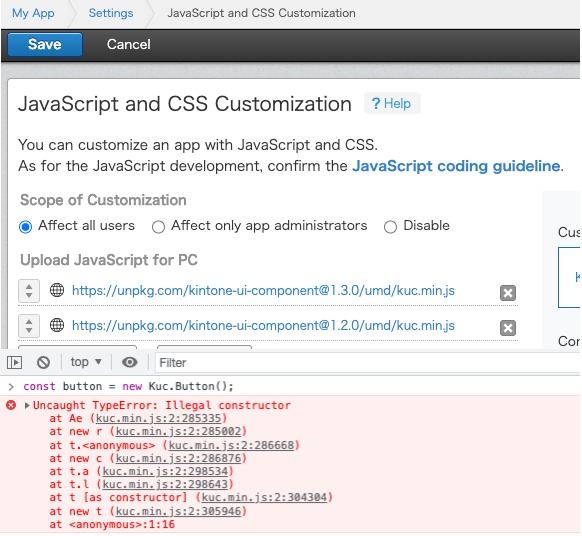 My App Settings JavaScript and CSS Customization
Save Cancel
JavaScript and CSS Customization ? Help
You can customize an app with JavaScript and CSS.
As for the JavaScript development, confirm the JavaScript coding guideline.
Scope of Customization
Affect all users Affect only app administrators Disable
Cus
Upload JavaScript for PC
https://unpkg.com/kintone-ui-component@1.3.0/umd/kuc.min.js
https://unpkg.com/kintone-ui-component@1.2.0/umd/kuc.min.js
Con
top ▼ Filter
> const button = new Kuc.Button();
▶Uncaught TypeError: Illegal constructor
at Ae (kuc.min.js:2:285335)
at new r (kuc.min.js:2:285002)
at t.<anonymous> (kuc.min.js:2:286668)
at new c (kuc.min.js:2:286876)
at t.a (kuc.min.js:2:298534)
at t.l (kuc.min.js:2:298643)
at t [as constructor] (kuc.min.js:2:304304)
at new t (kuc.min.js:2:305946)
at <anonymous>:1:16